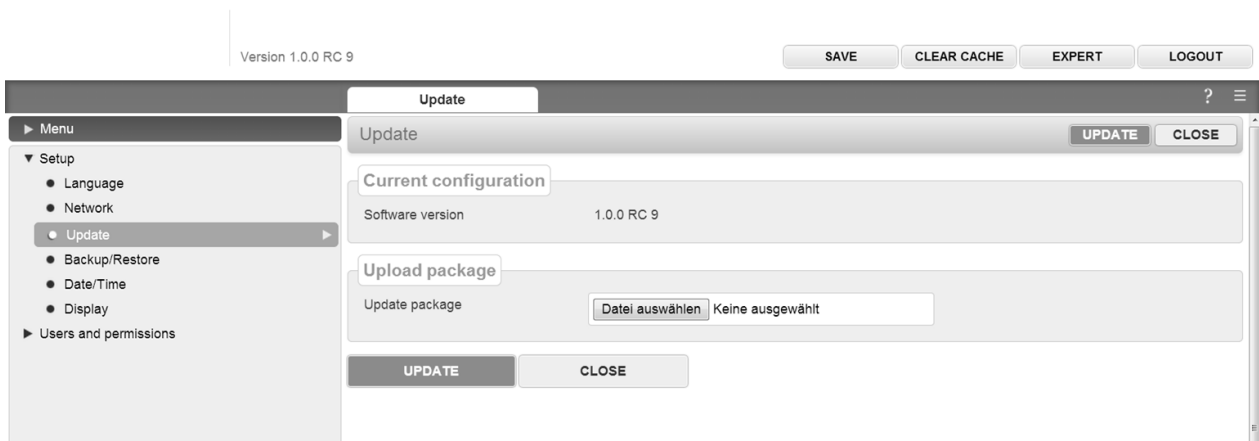 Version 1.0.0 RC 9
SAVE CLEAR CACHE EXPERT LOGOUT
Update ?
Menu
Update UPDATE CLOSE
Setup
Language
Network
Update
Backup/Restore
Date/Time
Display
Users and permissions
Current configuration
Software version 1.0.0 RC 9
Upload package
Update package Datei auswählen Keine ausgewählt
UPDATE CLOSE